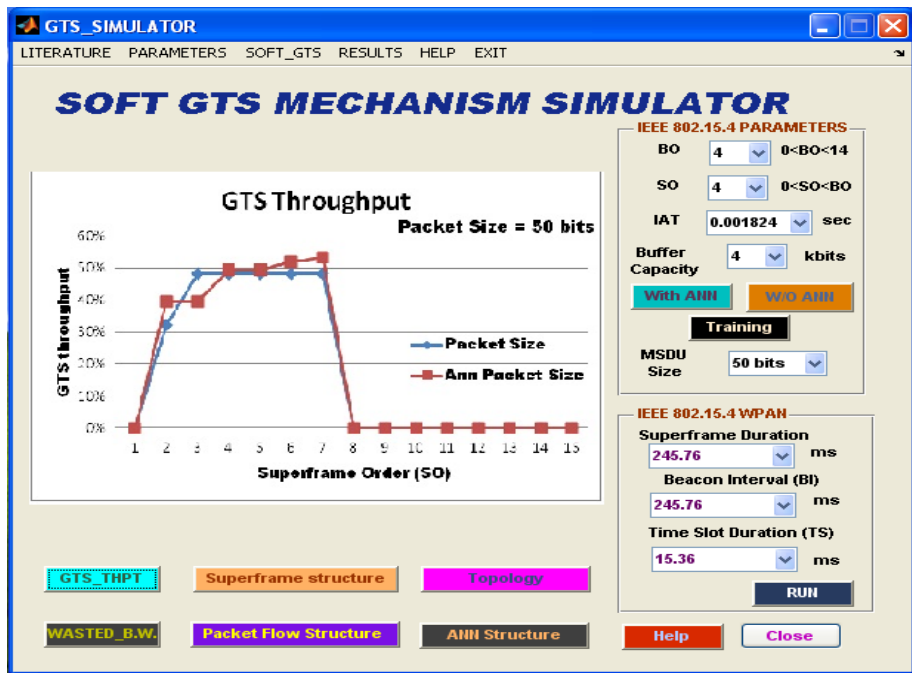 GTS_SIMULATOR
LITERATURE PARAMETERS SOFT_GTS RESULTS HELP EXIT
SOFT GTS MECHANISM SIMULATOR
GTS Throughput
Packet Size = 50 bits
60%
50%
40%
30%
20%
10%
0%
GTS throughput
Packet Size
Ann Packet Size
1 2 3 4 5 6 7 8 9 10 11 12 13 14 15
Superframe Order (SO)
IEEE 802.15.4 PARAMETERS
BO 4 0<BO<14
SO 4 0<SO<BO
IAT 0.001824 sec
Buffer
Capacity 4 kbits
With ANN W/O ANN
Training
MSDU
Size 50 bits
IEEE 802.15.4 WPAN
Superframe Duration
245.76 ms
Beacon Interval (BI)
245.76 ms
Time Slot Duration (TS)
15.36 ms
RUN
GTS_THPT Superframe structure Topology
WASTED_B.W. Packet Flow Structure ANN Structure Help Close